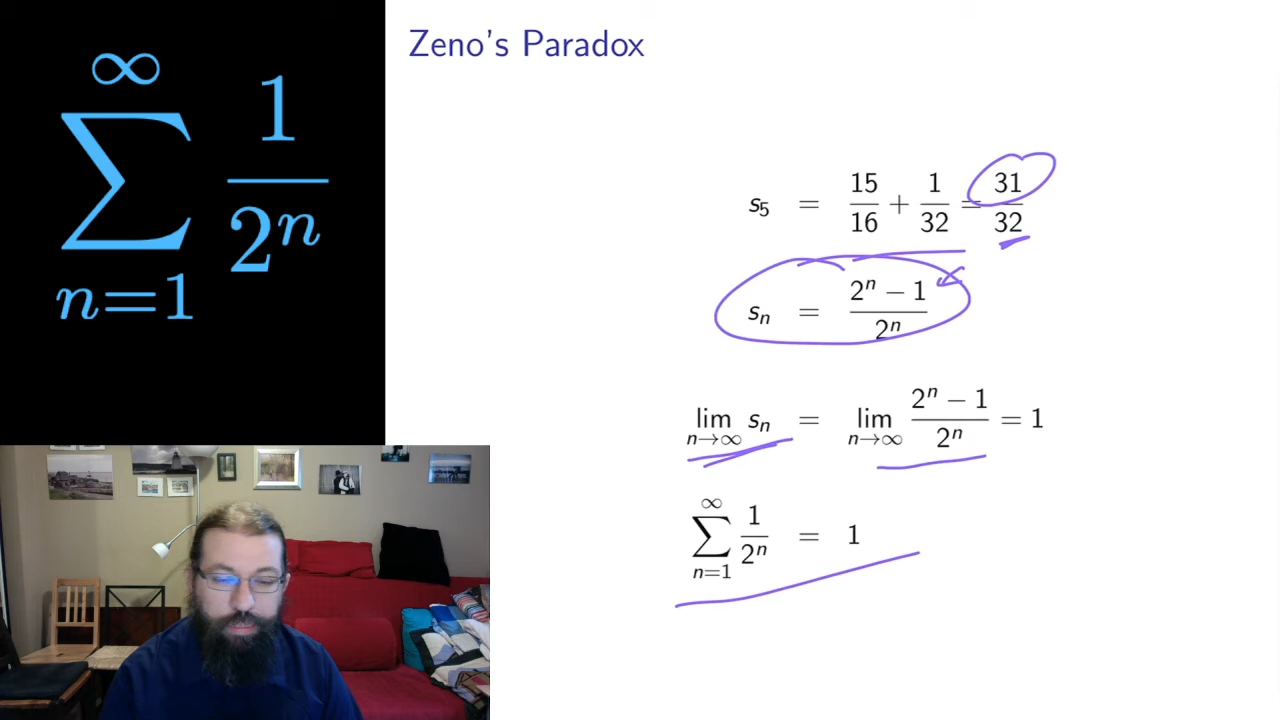 ∞
∑ 1/2ⁿ
n=1
Zeno's Paradox
s₅ = 15/16 + 1/32 = 31/32
sₙ = (2ⁿ − 1)/2ⁿ
lim n→∞ sₙ = lim n→∞ (2ⁿ − 1)/2ⁿ = 1
∞
∑ 1/2ⁿ = 1
n=1